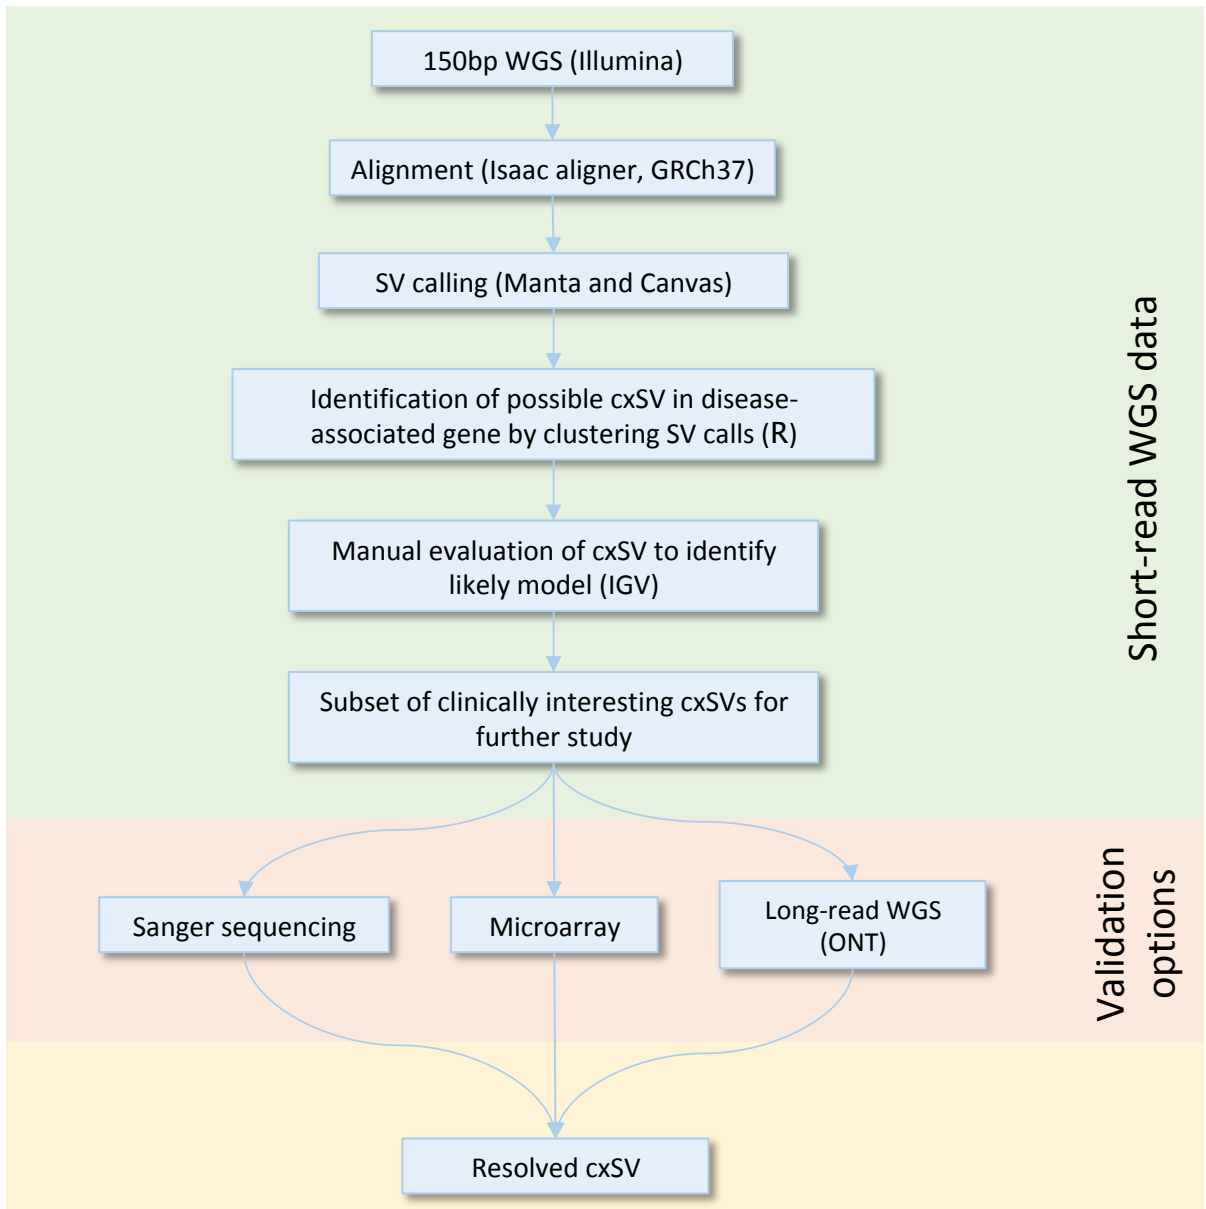 150bp WGS (Illumina)
Alignment (Isaac aligner, GRCh37)
SV calling (Manta and Canvas)
Identification of possible cxSV in disease-
associated gene by clustering SV calls (R)
Manual evaluation of cxSV to identify
likely model (IGV)
Subset of clinically interesting cxSVs for
further study
Short-read WGS data
Sanger sequencing
Microarray
Long-read WGS
(ONT)
Validation
options
Resolved cxSV